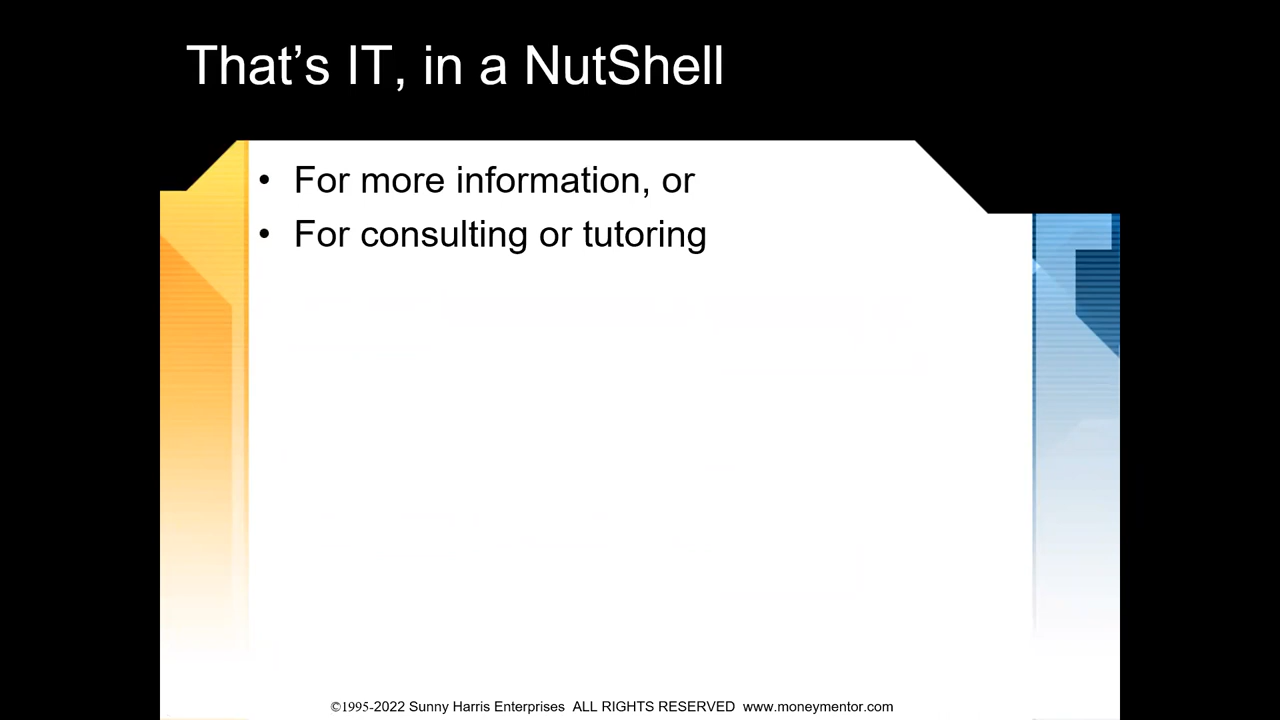 That’s IT, in a NutShell
• For more information, or
• For consulting or tutoring
©1995-2022 Sunny Harris Enterprises  ALL RIGHTS RESERVED  www.moneymentor.com